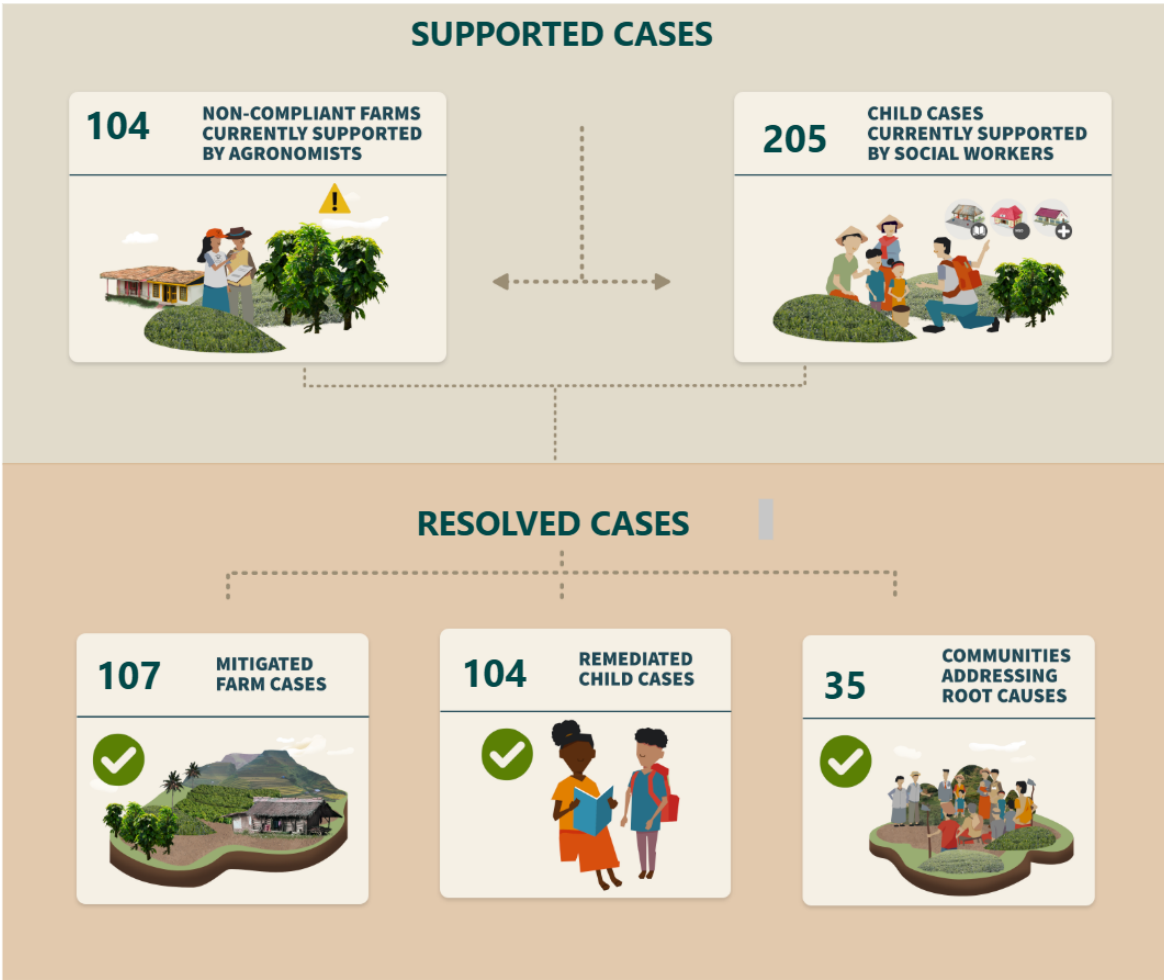 SUPPORTED CASES
104
NON-COMPLIANT FARMS
CURRENTLY SUPPORTED
BY AGRONOMISTS
205
CHILD CASES
CURRENTLY SUPPORTED
BY SOCIAL WORKERS
RESOLVED CASES
107
MITIGATED
FARM CASES
104
REMEDIATED
CHILD CASES
35
COMMUNITIES
ADDRESSING
ROOT CAUSES